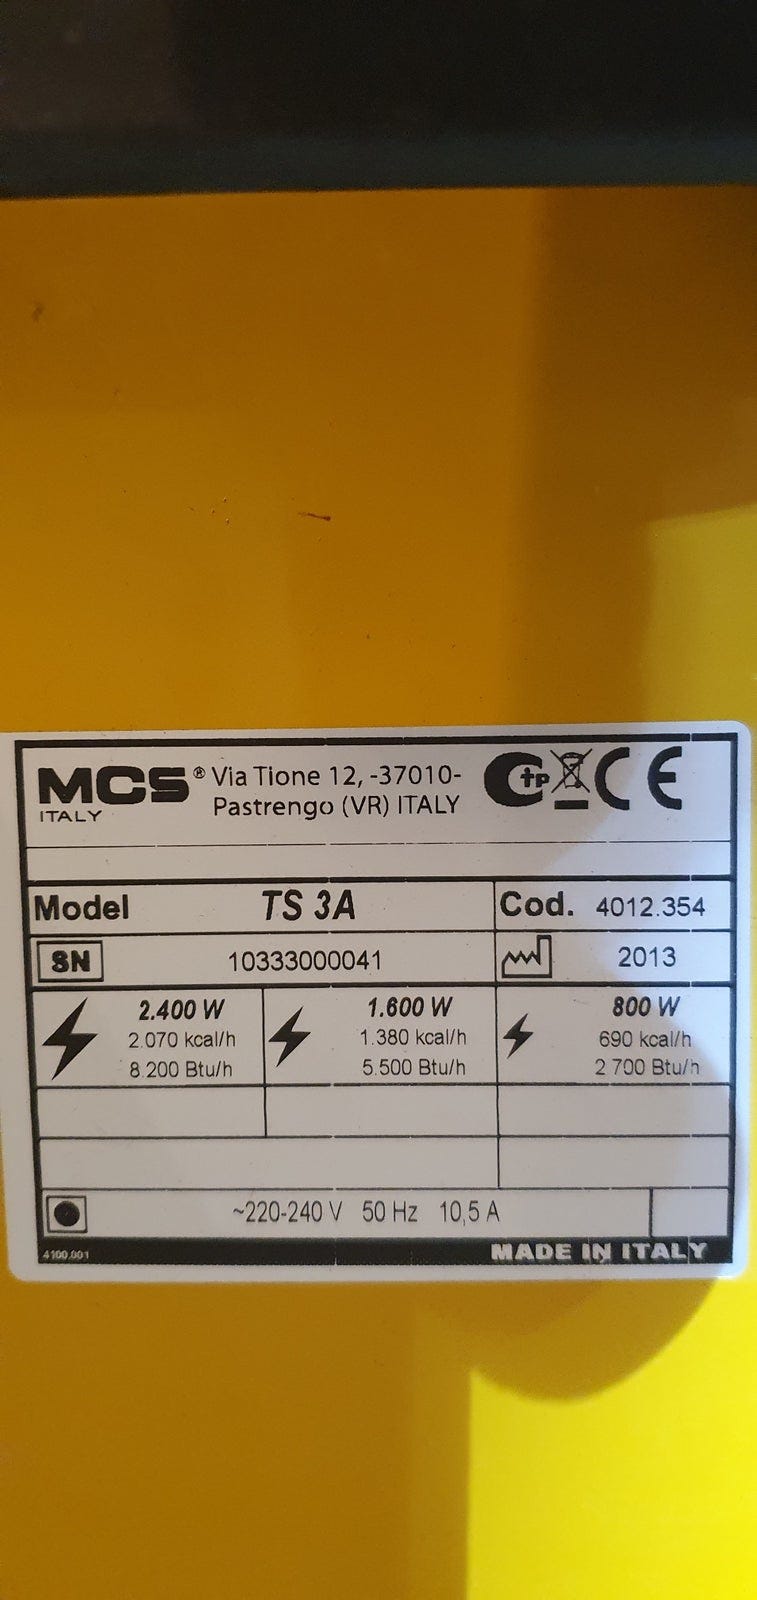 MCS® Via Tione 12, -37010-
ITALY Pastrengo (VR) ITALY
CE
Model TS 3A Cod. 4012.354
SN 10333000041 2013
2.400 W 1.600 W 800 W
2.070 kcal/h 1.380 kcal/h 690 kcal/h
8.200 Btu/h 5.500 Btu/h 2 700 Btu/h
~220-240 V 50 Hz 10,5 A
4100.001 MADE IN ITALY